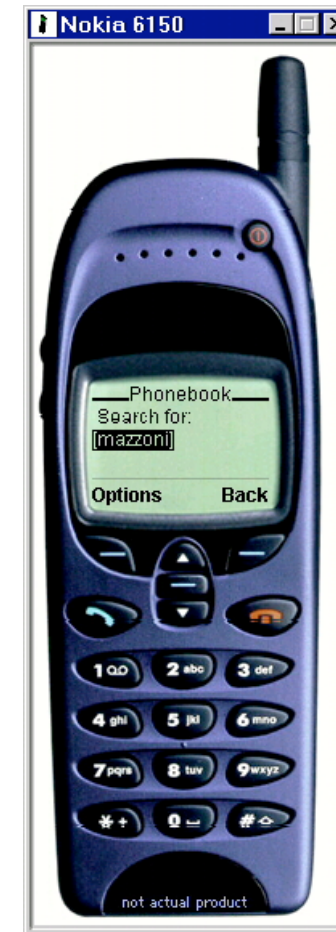 Nokia 6150
Phonebook
Search for:
[mazzoni]
Options Back
1
2 abc
3 def
4 ghi
5 jkl
6 mno
7 pqrs
8 tuv
9 wxyz
* +
0
#
not actual product